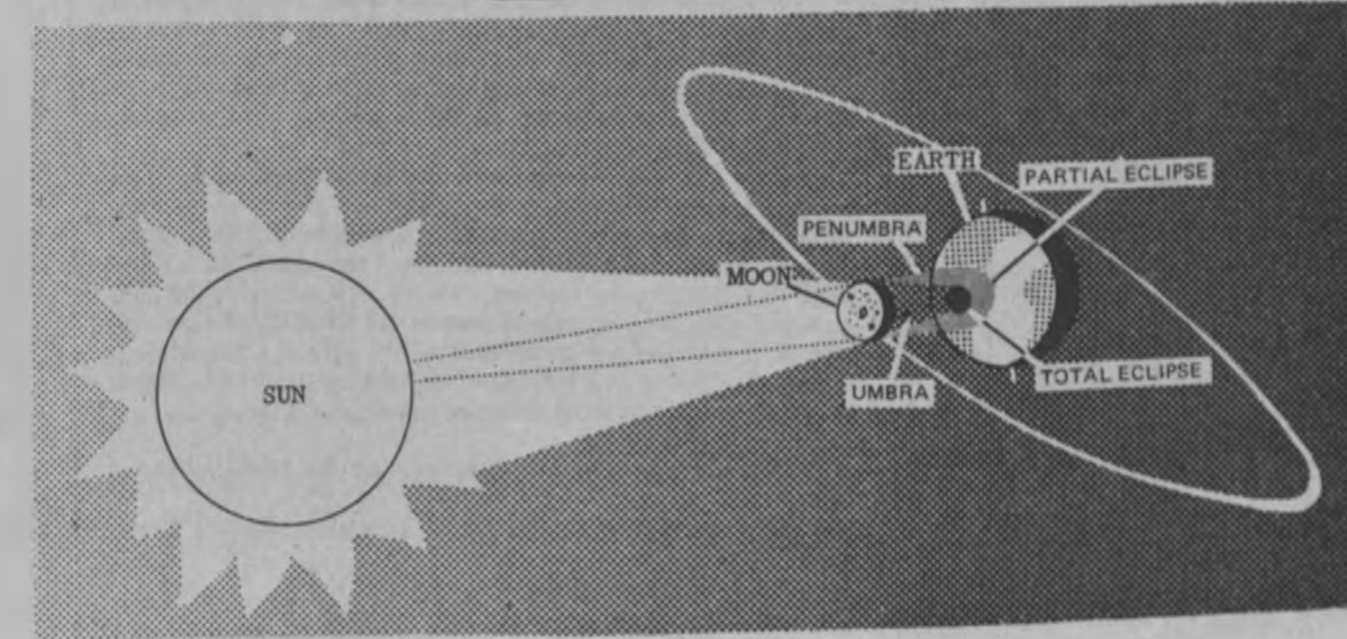 EARTH
PARTIAL ECLIPSE
PENUMBRA
MOON
SUN
UMBRA
TOTAL ECLIPSE